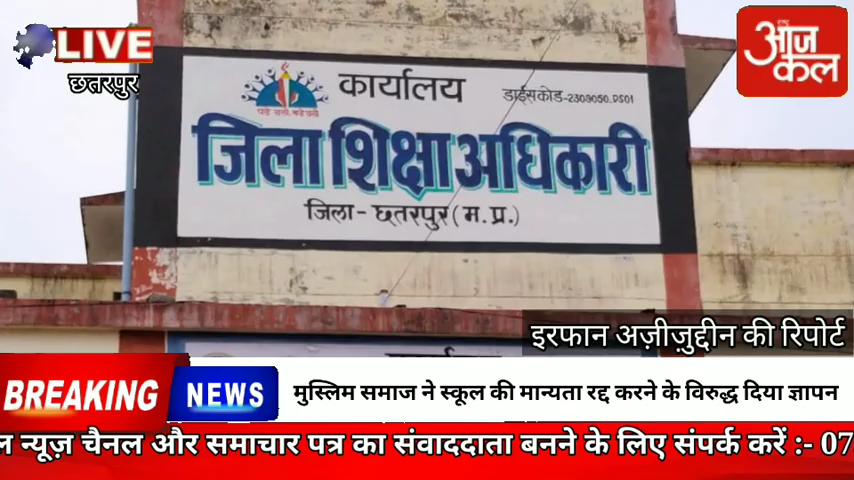 LIVE
छतरपुर
आज
कल
कार्यालय
डाईसकोड-2308050.DS01
जिला शिक्षा अधिकारी
जिला-छतरपुर(म.प्र.)
इरफान अज़ीज़ुद्दीन की रिपोर्ट
BREAKING NEWS
मुस्लिम समाज ने स्कूल की मान्यता रद्द करने के विरुद्ध दिया ज्ञापन
न्यूज़ चैनल और समाचार पत्र का संवाददाता बनने के लिए संपर्क करें :- 07